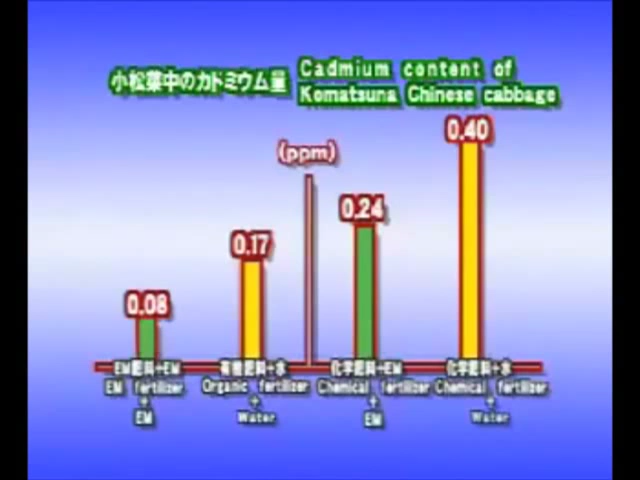 小松菜中のカドミウム量
Cadmium content of
Komatsuna Chinese cabbage
(ppm)
0.08
0.17
0.24
0.40
EM肥料+EM
EM fertilizer
+
EM
有機肥料+水
Organic fertilizer
+
Water
化学肥料+EM
Chemical fertilizer
+
EM
化学肥料+水
Chemical fertilizer
+
Water